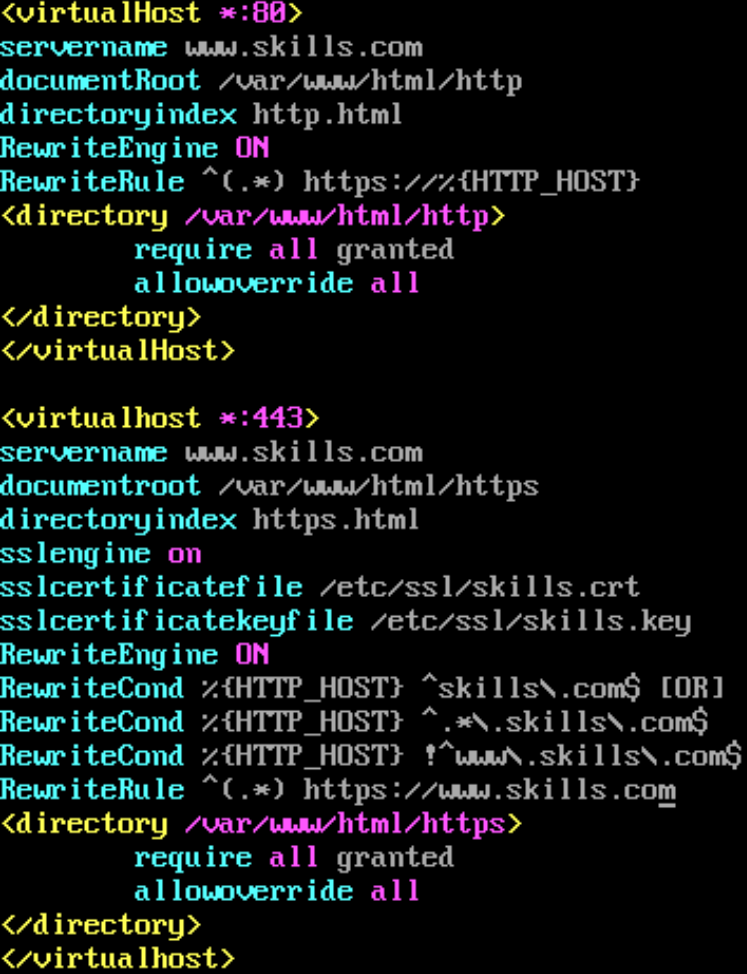 <virtualHost *:80>
servername www.skills.com
documentRoot /var/www/html/http
directoryindex http.html
RewriteEngine ON
RewriteRule ^(.*) https://%{HTTP_HOST}
<directory /var/www/html/http>
        require all granted
        allowoverride all
</directory>
</virtualHost>

<virtualhost *:443>
servername www.skills.com
documentroot /var/www/html/https
directoryindex https.html
sslengine on
sslcertificatefile /etc/ssl/skills.crt
sslcertificatekeyfile /etc/ssl/skills.key
RewriteEngine ON
RewriteCond %{HTTP_HOST} ^skills\.com$ [OR]
RewriteCond %{HTTP_HOST} ^.*\.skills\.com$
RewriteCond %{HTTP_HOST} !^www\.skills\.com$
RewriteRule ^(.*) https://www.skills.com
<directory /var/www/html/https>
        require all granted
        allowoverride all
</directory>
</virtualhost>